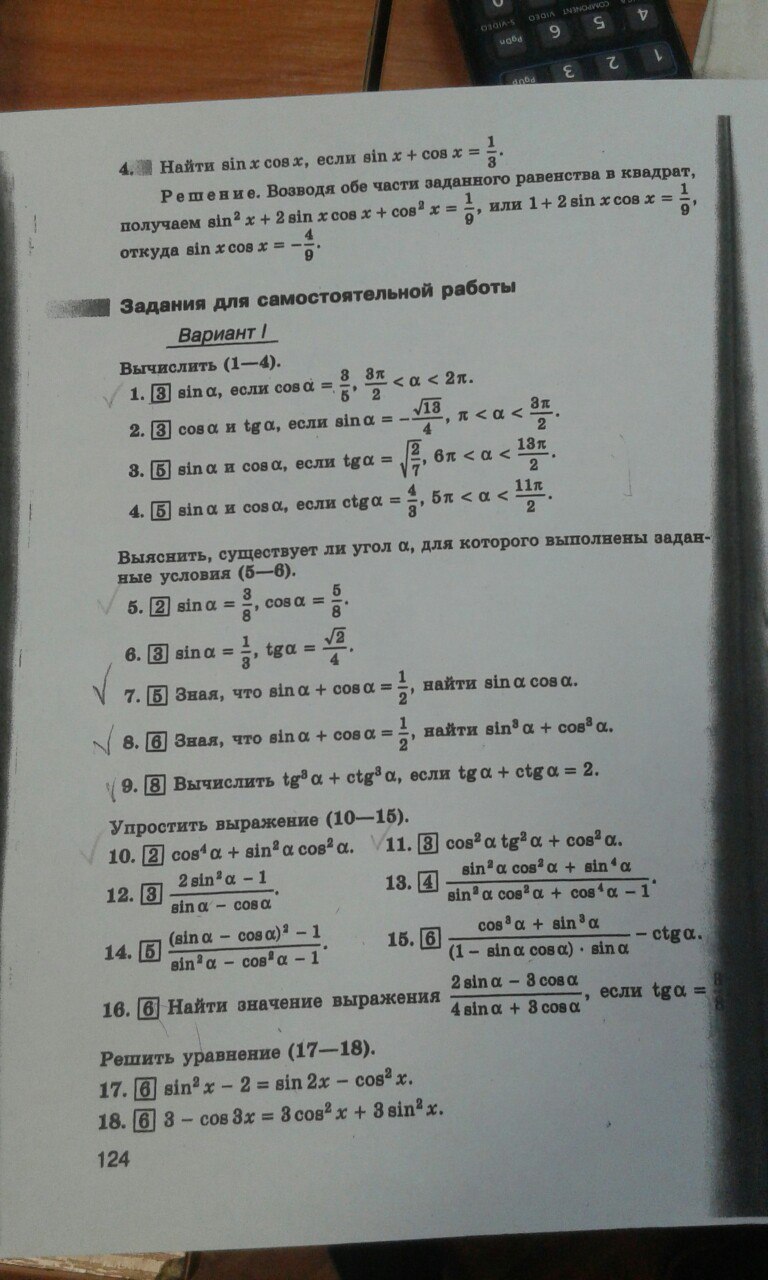 1 2 3
4 5 6
0
PgUp
PgDn
S-VIDEO VIDEO COMPONENT
4. Найти sin x cos x, если sin x + cos x = 1/3.
Решение. Возводя обе части заданного равенства в квадрат,
получаем sin² x + 2 sin x cos x + cos² x = 1/9, или 1 + 2 sin x cos x = 1/9,
откуда sin x cos x = −4/9.
Задания для самостоятельной работы
Вариант I
Вычислить (1—4).
1. 3 sin α, если cos α = 3/5, 3π/2 < α < 2π.
2. 3 cos α и tg α, если sin α = −√13/4, π < α < 3π/2.
3. 5 sin α и cos α, если tg α = √(2/7), 6π < α < 13π/2.
4. 5 sin α и cos α, если ctg α = 4/3, 5π < α < 11π/2.
Выяснить, существует ли угол α, для которого выполнены задан-
ные условия (5—6).
5. 2 sin α = 3/8, cos α = 5/8.
6. 3 sin α = 1/3, tg α = √2/4.
7. 5 Зная, что sin α + cos α = 1/2, найти sin α cos α.
8. 6 Зная, что sin α + cos α = 1/2, найти sin³ α + cos³ α.
9. 8 Вычислить tg³ α + ctg³ α, если tg α + ctg α = 2.
Упростить выражение (10—15).
10. 2 cos⁴ α + sin² α cos² α. 11. 3 cos² α tg² α + cos² α.
12. 3 (2 sin² α − 1)/(sin α − cos α). 13. 4 (sin² α cos² α + sin⁴ α)/(sin² α cos² α + cos⁴ α − 1).
14. 5 ((sin α − cos α)² − 1)/(sin² α − cos² α − 1). 15. 6 (cos³ α + sin³ α)/((1 − sin α cos α) · sin α) − ctg α.
16. 6 Найти значение выражения (2 sin α − 3 cos α)/(4 sin α + 3 cos α), если tg α =
Решить уравнение (17—18).
17. 6 sin² x − 2 = sin 2x − cos² x.
18. 6 3 − cos 3x = 3 cos² x + 3 sin² x.
124